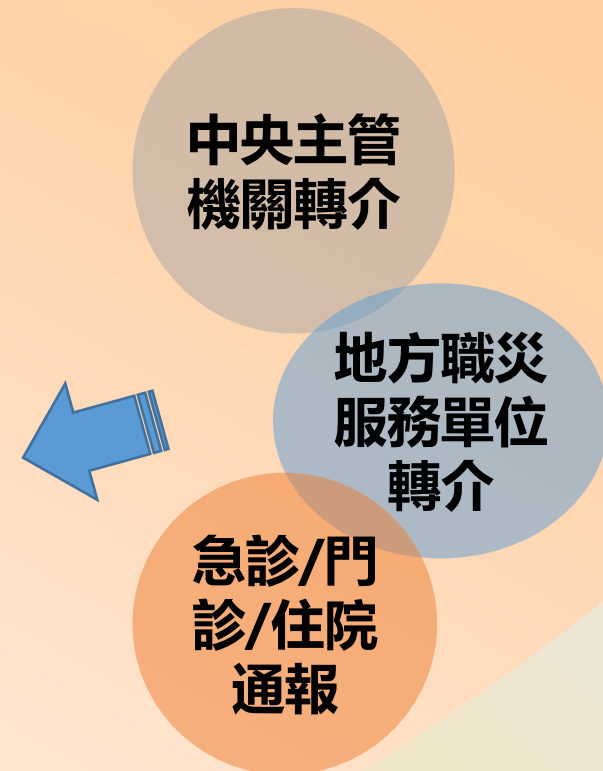 中央主管
機關轉介
地方職災
服務單位
轉介
急診/門
診/住院
通報